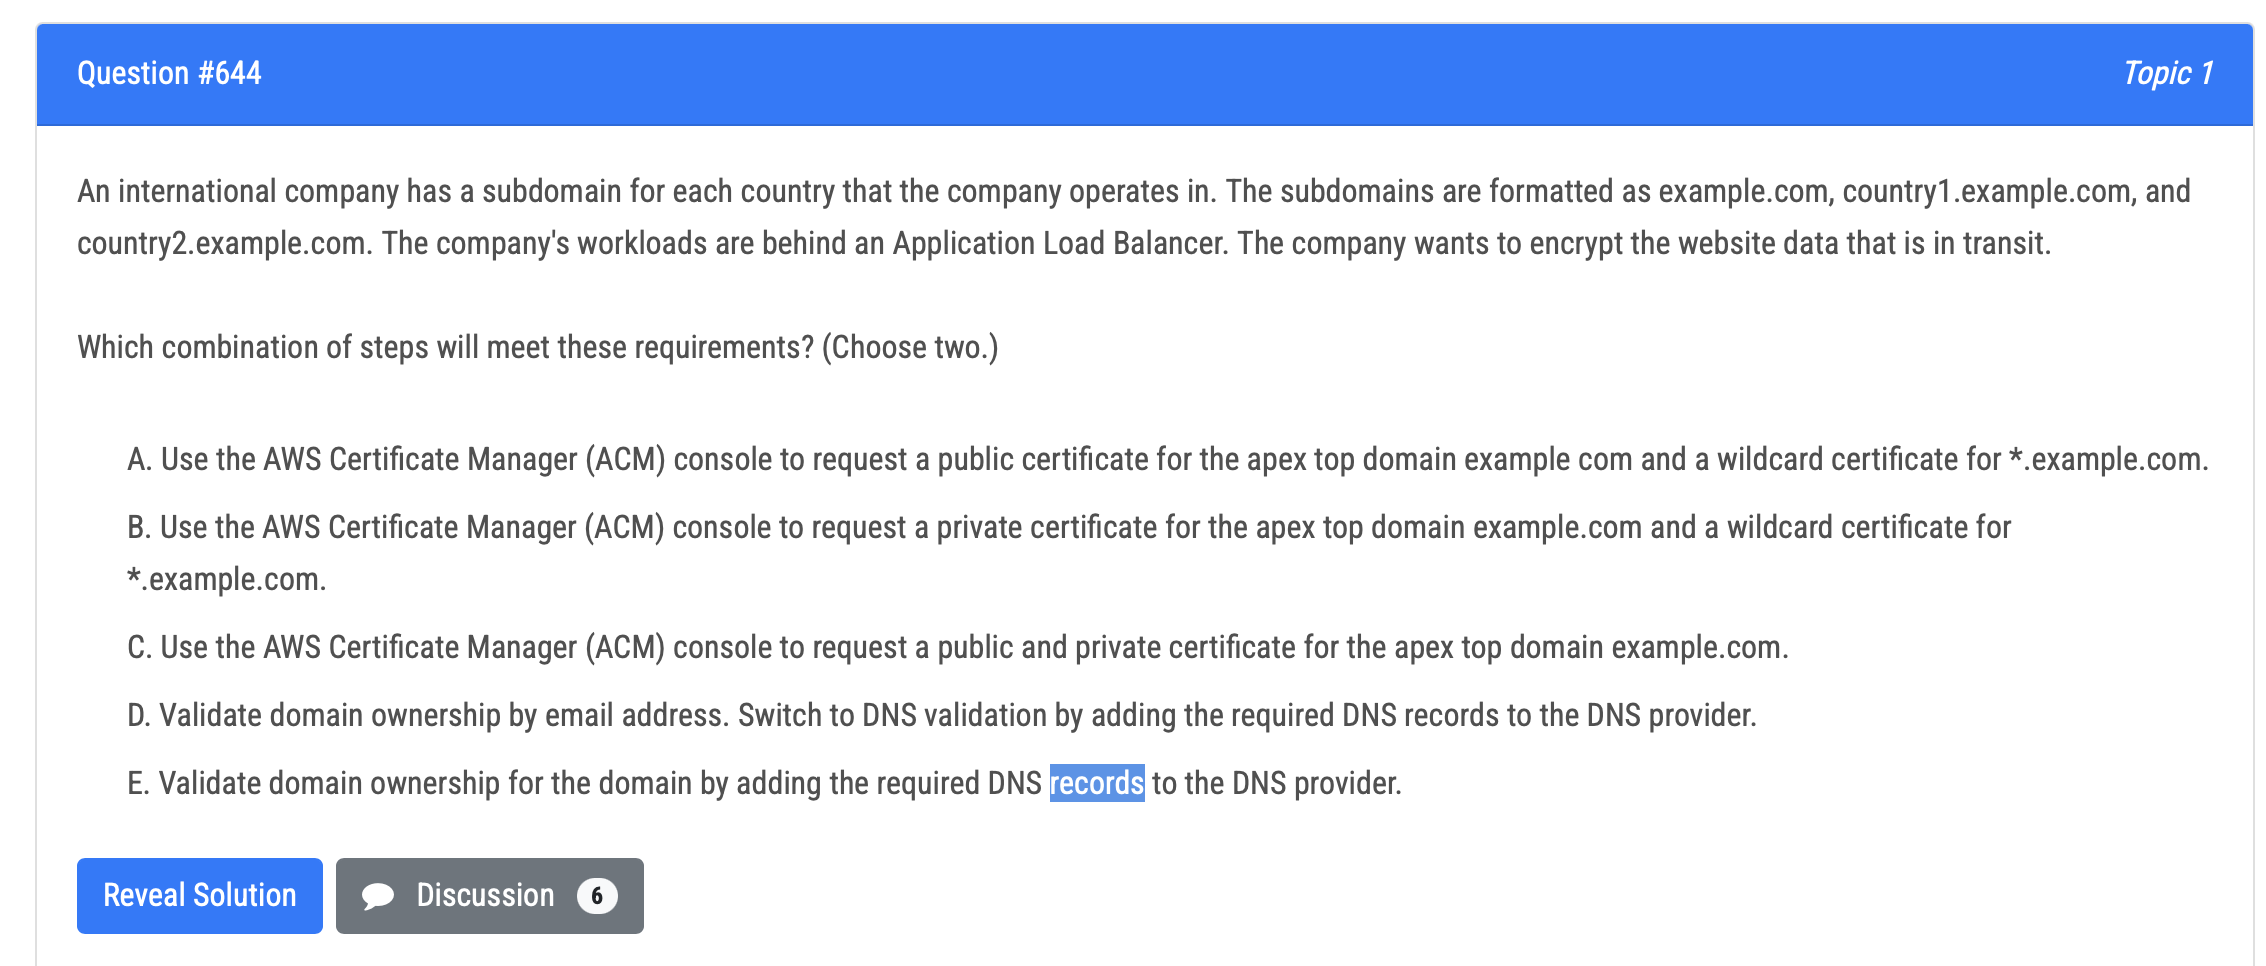 Question #644
Topic 1
An international company has a subdomain for each country that the company operates in. The subdomains are formatted as example.com, country1.example.com, and
country2.example.com. The company's workloads are behind an Application Load Balancer. The company wants to encrypt the website data that is in transit.
Which combination of steps will meet these requirements? (Choose two.)
A. Use the AWS Certificate Manager (ACM) console to request a public certificate for the apex top domain example com and a wildcard certificate for *.example.com.
B. Use the AWS Certificate Manager (ACM) console to request a private certificate for the apex top domain example.com and a wildcard certificate for
*.example.com.
C. Use the AWS Certificate Manager (ACM) console to request a public and private certificate for the apex top domain example.com.
D. Validate domain ownership by email address. Switch to DNS validation by adding the required DNS records to the DNS provider.
E. Validate domain ownership for the domain by adding the required DNS records to the DNS provider.
Reveal Solution
Discussion 6